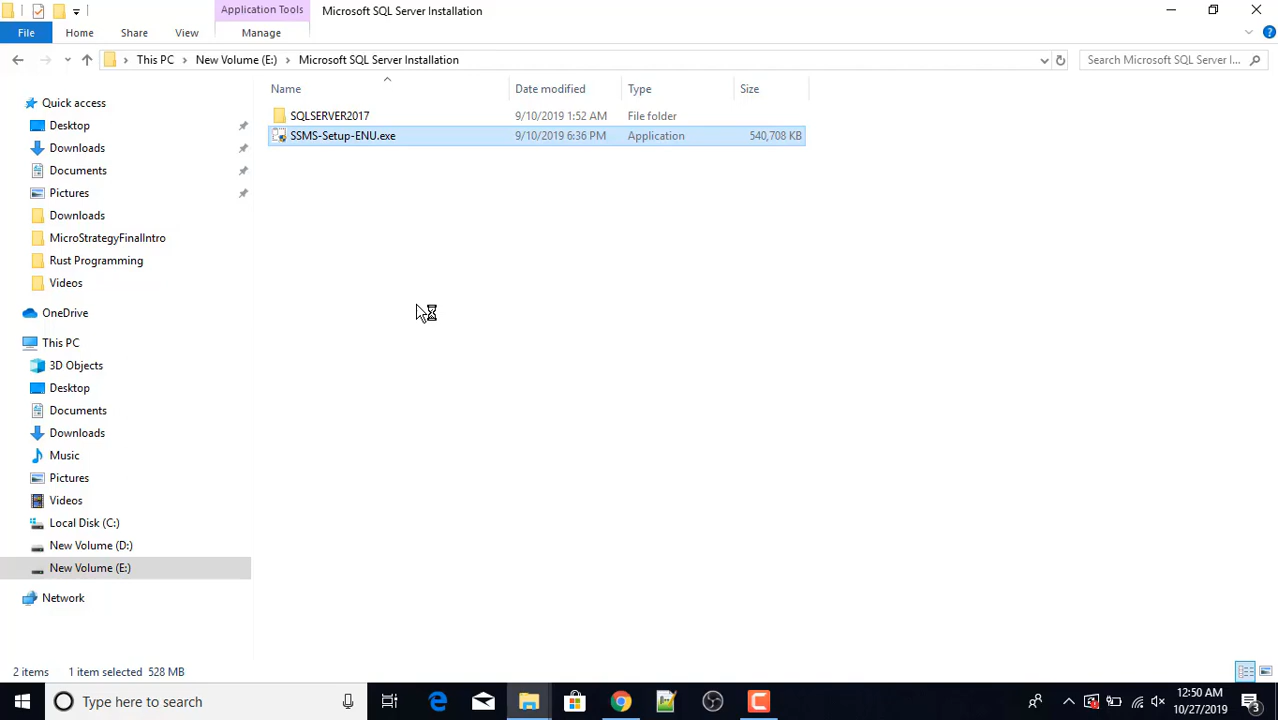 Application Tools
Microsoft SQL Server Installation
File
Home
Share
View
Manage
This PC
New Volume (E:)
Microsoft SQL Server Installation
Search Microsoft SQL Server I...
Name
Date modified
Type
Size
SQLSERVER2017
9/10/2019 1:52 AM
File folder
SSMS-Setup-ENU.exe
9/10/2019 6:36 PM
Application
540,708 KB
Quick access
Desktop
Downloads
Documents
Pictures
Downloads
MicroStrategyFinalIntro
Rust Programming
Videos
OneDrive
This PC
3D Objects
Desktop
Documents
Downloads
Music
Pictures
Videos
Local Disk (C:)
New Volume (D:)
New Volume (E:)
Network
2 items
1 item selected 528 MB
Type here to search
12:50 AM
10/27/2019
3